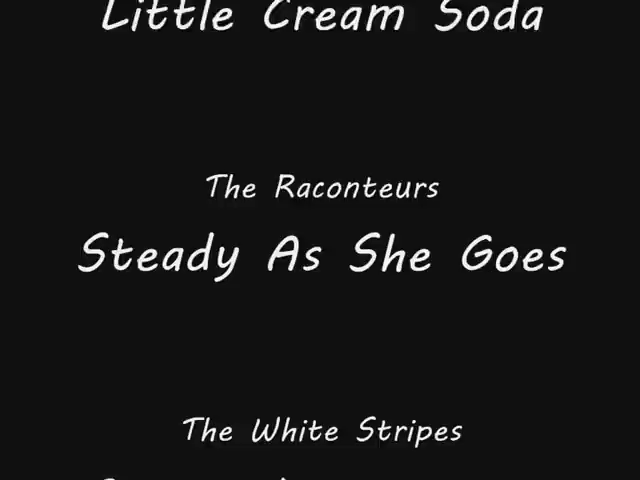 Little Cream Soda
The Raconteurs
Steady As She Goes
The White Stripes